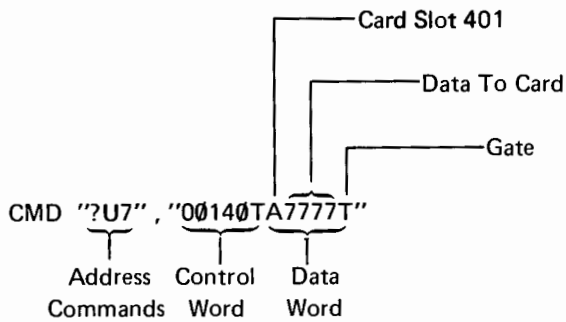 Card Slot 401
Data To Card
Gate
CMD "?U7", "00140TA7777T"
Address Control Data
Commands Word Word